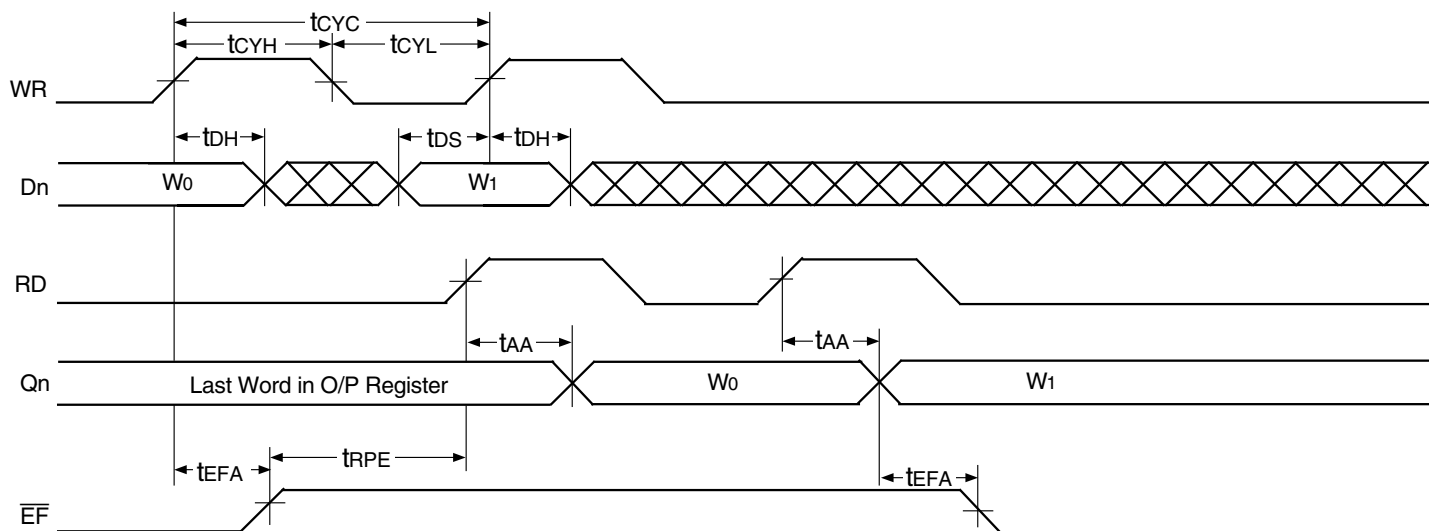 tCYC
tCYH tCYL
WR
tDH tDS tDH
Dn W0 W1
RD
tAA tAA
Qn Last Word in O/P Register W0 W1
tEFA tRPE tEFA
EF